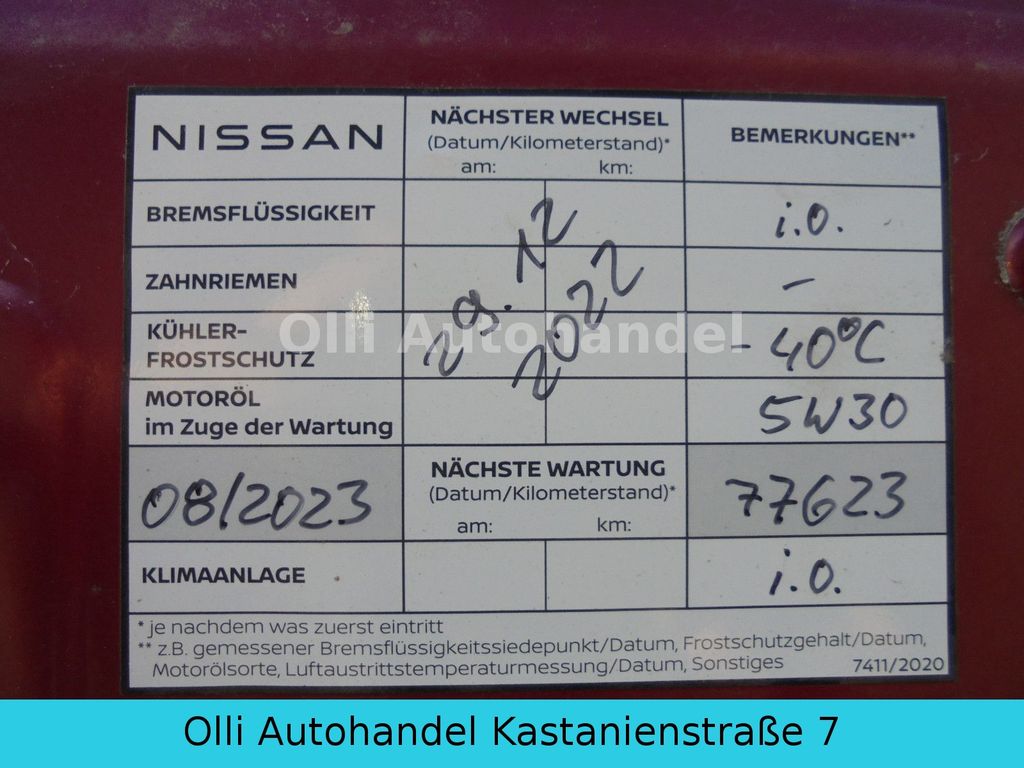 NISSAN
NÄCHSTER WECHSEL
(Datum/Kilometerstand)*
am: km:
BEMERKUNGEN**
BREMSFLÜSSIGKEIT
i.O.
ZAHNRIEMEN
-
KÜHLER-
FROSTSCHUTZ
- 40°C
29.12
2022
Olli Autohandel
MOTORÖL
im Zuge der Wartung
5W30
08/2023
NÄCHSTE WARTUNG
(Datum/Kilometerstand)*
am: km:
77623
KLIMAANLAGE
i.O.
* je nachdem was zuerst eintritt
** z.B. gemessener Bremsflüssigkeitssiedepunkt/Datum, Frostschutzgehalt/Datum,
Motorölsorte, Luftaustrittstemperaturmessung/Datum, Sonstiges
7411/2020
Olli Autohandel Kastanienstraße 7